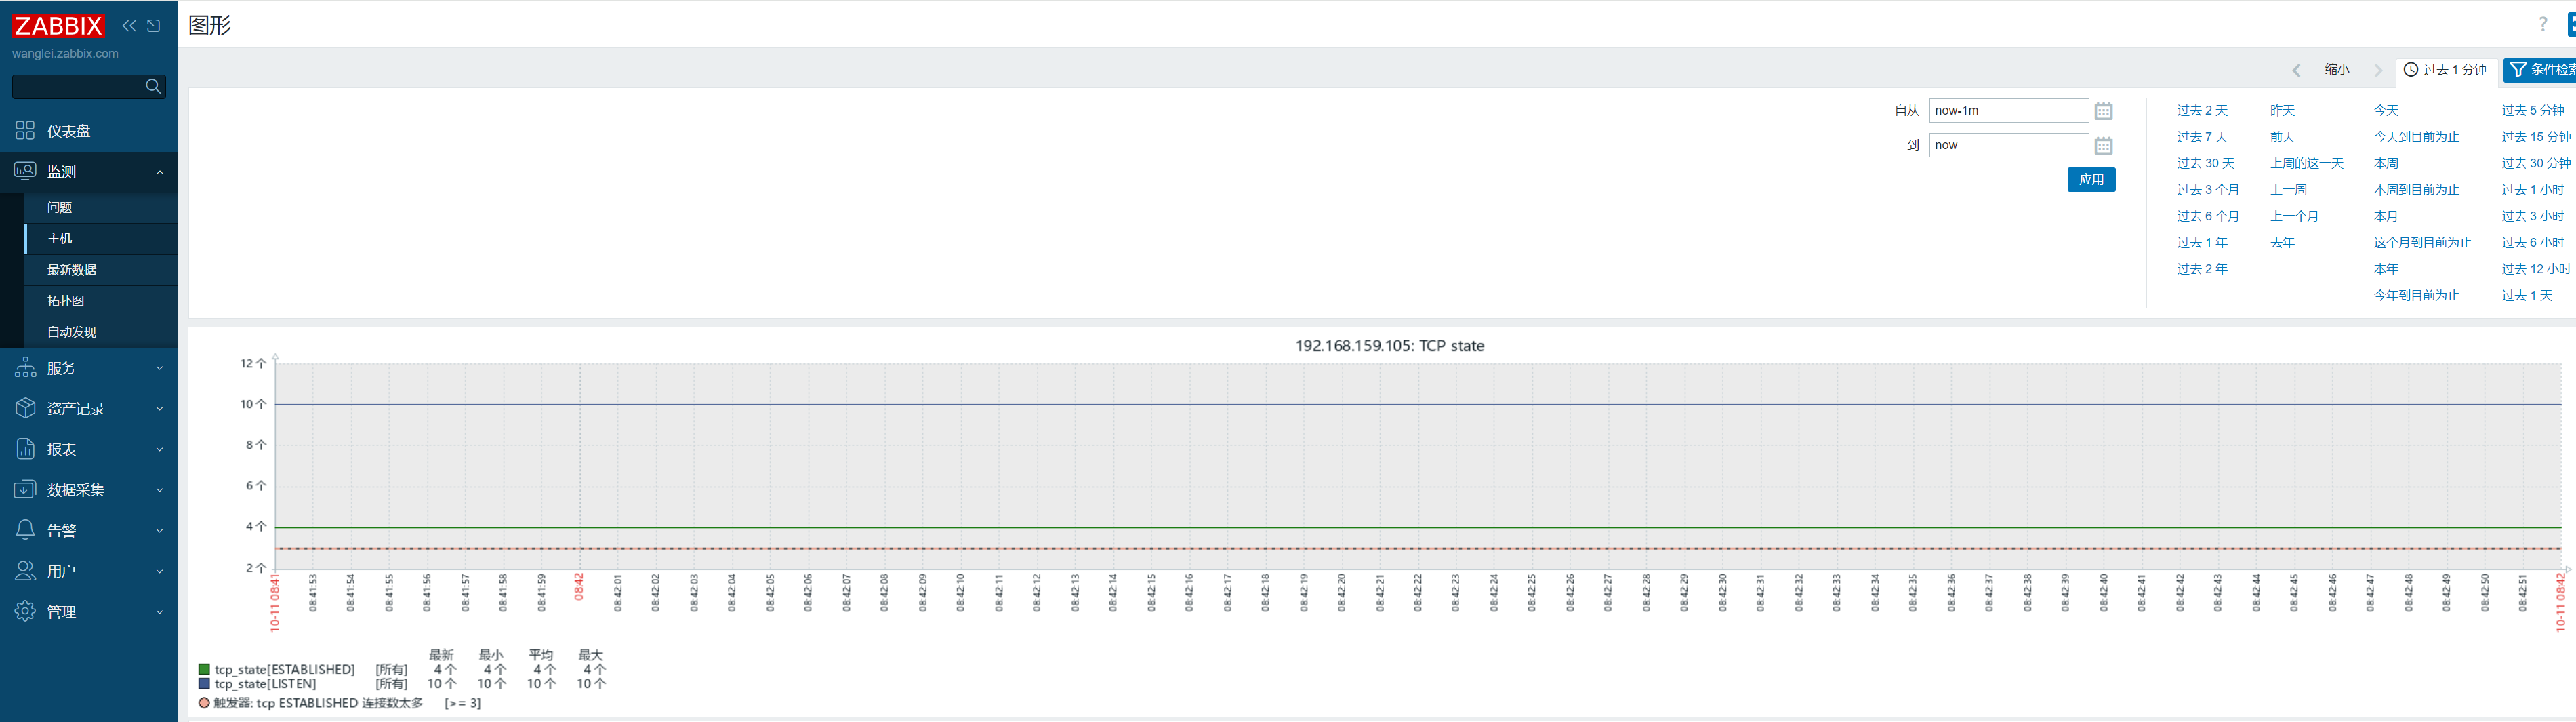 ZABBIX
wanglei.zabbix.com
仪表盘
监测
问题
主机
最新数据
拓扑图
自动发现
服务
资产记录
报表
数据采集
告警
用户
管理
图形
?
缩小
过去 1 分钟
条件检索
自从 now-1m
到 now
应用
过去 2 天 昨天 今天 过去 5 分钟
过去 7 天 前天 今天到目前为止 过去 15 分钟
过去 30 天 上周的这一天 本周 过去 30 分钟
过去 3 个月 上一周 本周到目前为止 过去 1 小时
过去 6 个月 上一个月 本月 过去 3 小时
过去 1 年 去年 这个月到目前为止 过去 6 小时
过去 2 年 本年 过去 12 小时
今年到目前为止 过去 1 天
192.168.159.105: TCP state
12 个
10 个
8 个
6 个
4 个
2 个
10-11 08:41 08:41:53 08:41:54 08:41:55 08:41:56 08:41:57 08:41:58 08:41:59 08:42 08:42:01 08:42:02 08:42:03 08:42:04 08:42:05 08:42:06 08:42:07 08:42:08 08:42:09 08:42:10 08:42:11 08:42:12 08:42:13 08:42:14 08:42:15 08:42:16 08:42:17 08:42:18 08:42:19 08:42:20 08:42:21 08:42:22 08:42:23 08:42:24 08:42:25 08:42:26 08:42:27 08:42:28 08:42:29 08:42:30 08:42:31 08:42:32 08:42:33 08:42:34 08:42:35 08:42:36 08:42:37 08:42:38 08:42:39 08:42:40 08:42:41 08:42:42 08:42:43 08:42:44 08:42:45 08:42:46 08:42:47 08:42:48 08:42:49 08:42:50 08:42:51 10-11 08:42
最新 最小 平均 最大
tcp_state[ESTABLISHED] [所有] 4 个 4 个 4 个 4 个
tcp_state[LISTEN] [所有] 10 个 10 个 10 个 10 个
触发器: tcp ESTABLISHED 连接数太多 [>= 3]